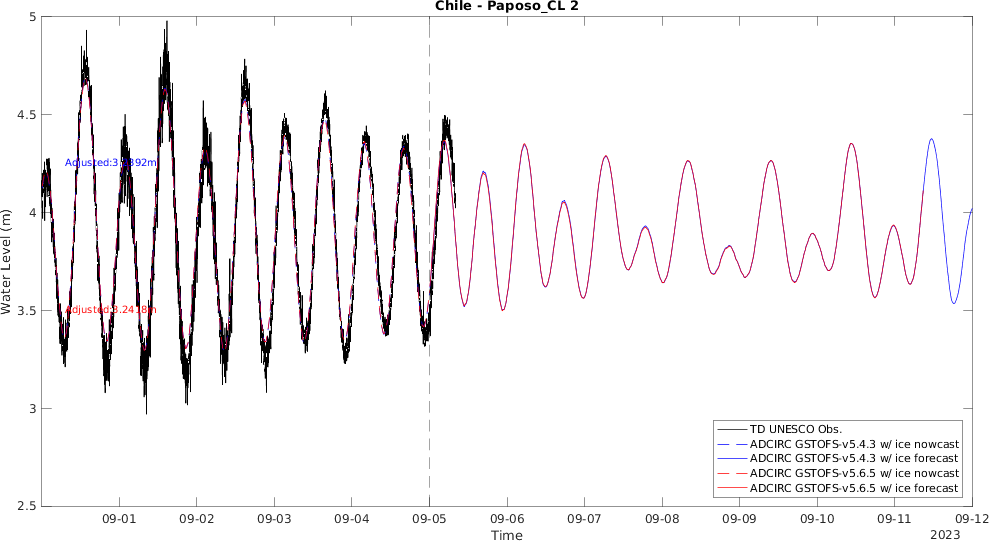 Chile - Paposo_CL 2
5
4.5
4
3.5
3
2.5
Water Level (m)
Adjusted:3.2418m
TD UNESCO Obs.
ADCIRC GSTOFS-v5.4.3 w/ ice nowcast
ADCIRC GSTOFS-v5.4.3 w/ ice forecast
ADCIRC GSTOFS-v5.6.5 w/ ice nowcast
ADCIRC GSTOFS-v5.6.5 w/ ice forecast
09-01 09-02 09-03 09-04 09-05 09-06 09-07 09-08 09-09 09-10 09-11 09-12
Time
2023